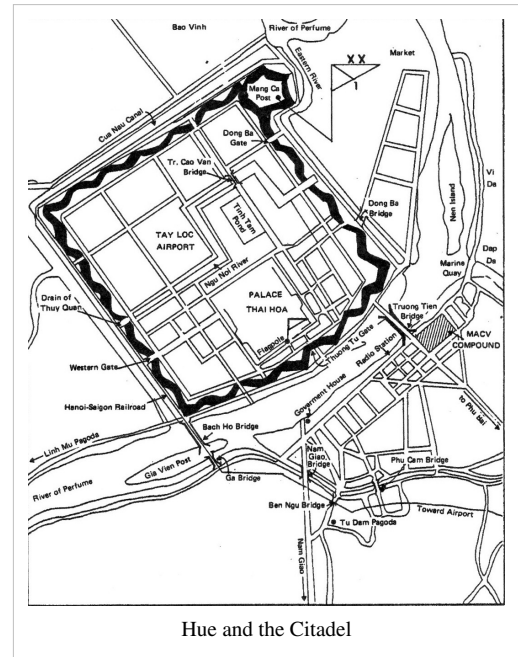 Bao Vinh
River of Perfume
Eastern River
Market
X X
1
Mang Ca
Post
Cua Nau Canal
Dong Ba
Gate
Tr. Cao Van
Bridge
Tinh Tam
Pond
Dong Ba
Bridge
Nen Island
Vi
Da
TAY LOC
AIRPORT
Ngu Noi River
Dap
Da
Marine
Quay
Drain of
Thuy Quan
PALACE
THAI HOA
Truong Tien
Bridge
Flagpole
Thuong Tu Gate
Radio Station
MACV
COMPOUND
Western Gate
Hanoi-Saigon Railroad
Goverment House
to Phu Bai
Linh Mu Pagoda
Bach Ho Bridge
Gia Vien Post
Nam
Giao
Bridge
River of Perfume
Ga Bridge
Phu Cam Bridge
Ben Ngu Bridge
Toward Airport
Tu Dam Pagoda
Nam Giao
Hue and the Citadel